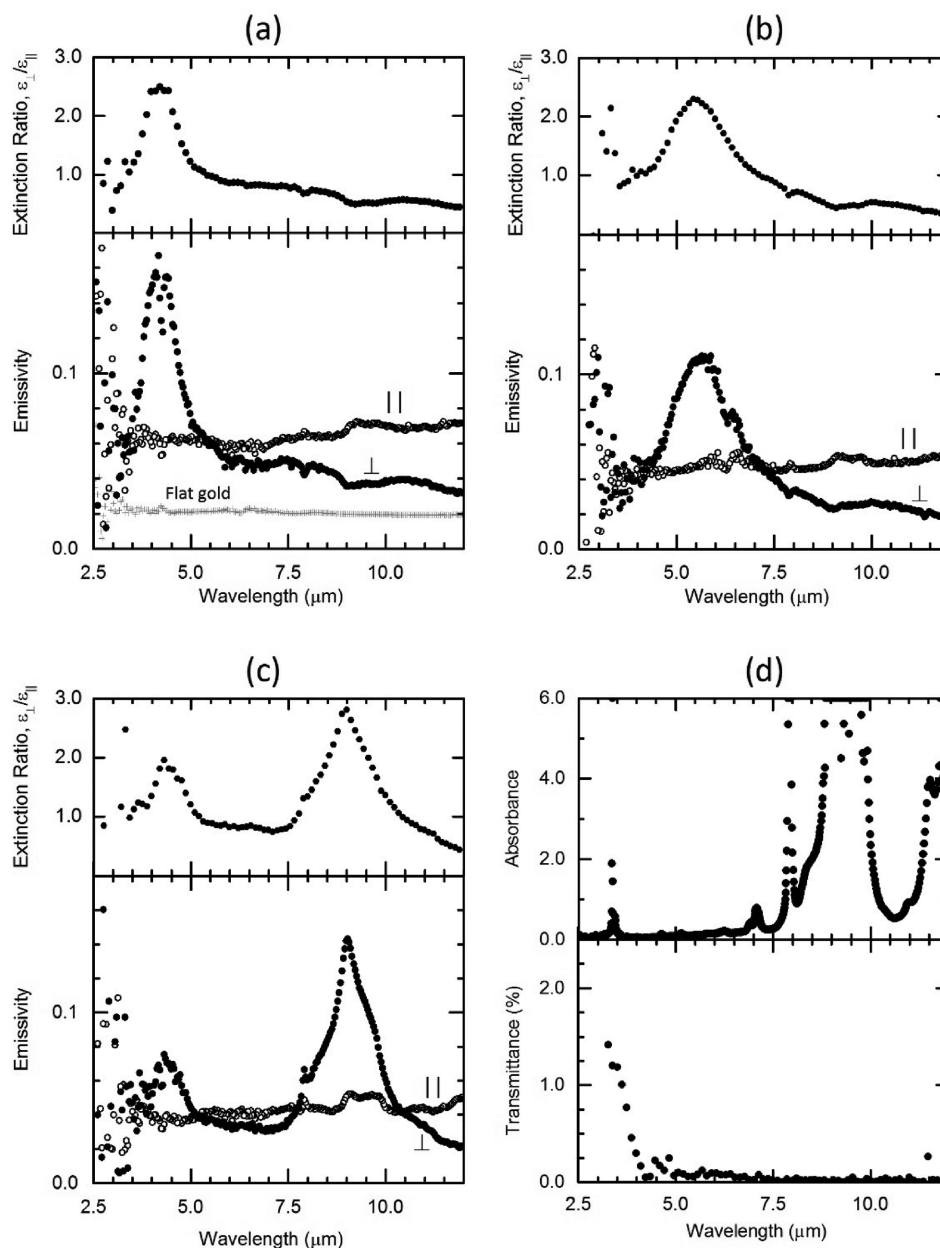 (a)
3.0
2.0
1.0
Extinction Ratio, ε⊥/ε||
0.1
0.0
Emissivity
||
⊥
Flat gold
2.5 5.0 7.5 10.0
Wavelength (μm)
(b)
3.0
2.0
1.0
Extinction Ratio, ε⊥/ε||
0.1
0.0
Emissivity
||
⊥
2.5 5.0 7.5 10.0
Wavelength (μm)
(c)
3.0
2.0
1.0
Extinction Ratio, ε⊥/ε||
0.1
0.0
Emissivity
||
⊥
2.5 5.0 7.5 10.0
Wavelength (μm)
(d)
6.0
4.0
2.0
0.0
Absorbance
2.0
1.0
0.0
Transmittance (%)
2.5 5.0 7.5 10.0
Wavelength (μm)